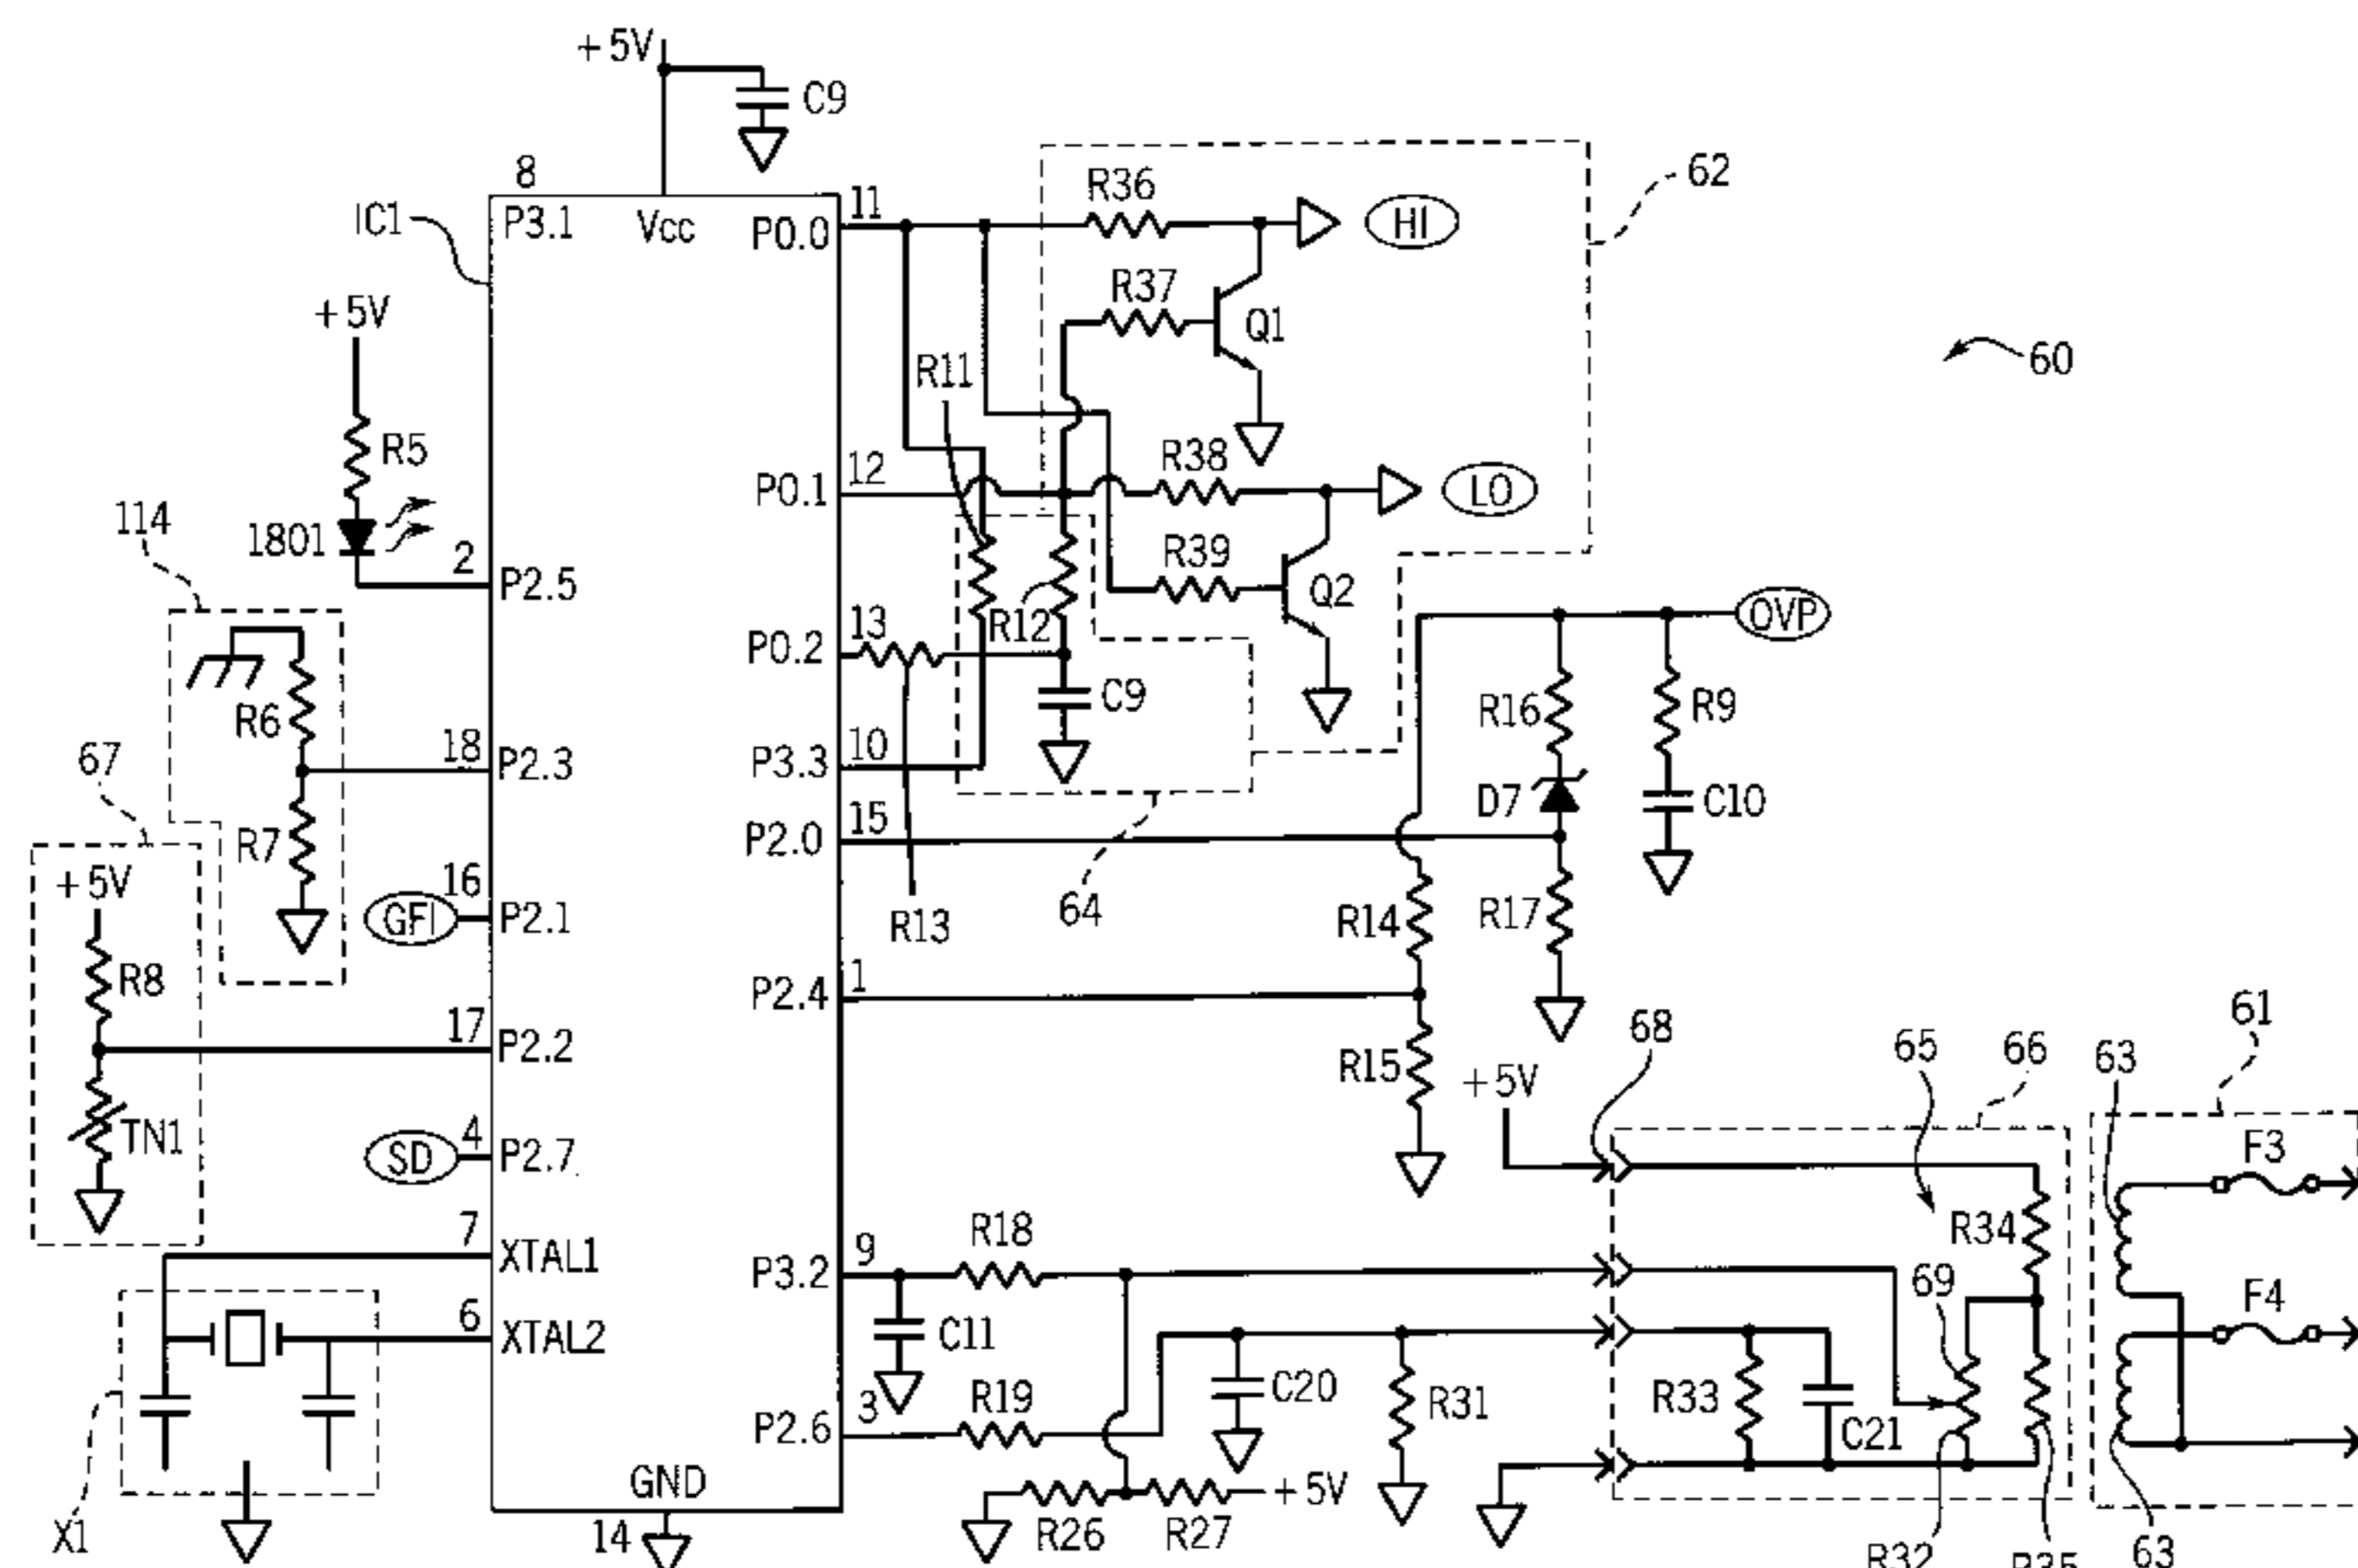 +5V
C9
8
62
R36
IC1
P3.1
Vcc
P0.0
11
HI
R37
+5V
Q1
60
R11
R5
R38
12
P0.1
LO
114
1801
R39
2
P2.5
Q2
OVP
13
R12
P0.2
C9
R16
R9
R6
67
18
P2.3
10
P3.3
D7
C10
R7
15
P2.0
+5V
16
GFI
P2.1
R13
64
R14
R17
R8
1
P2.4
17
P2.2
68
61
65
66
63
R15
+5V
TN1
4
SD
P2.7
F3
7
XTAL1
R18
R34
9
P3.2
69
F4
6
XTAL2
C11
R33
R31
C20
C21
3
R19
P2.6
GND
+5V
X1
14
R26
R27
R32
R35
63